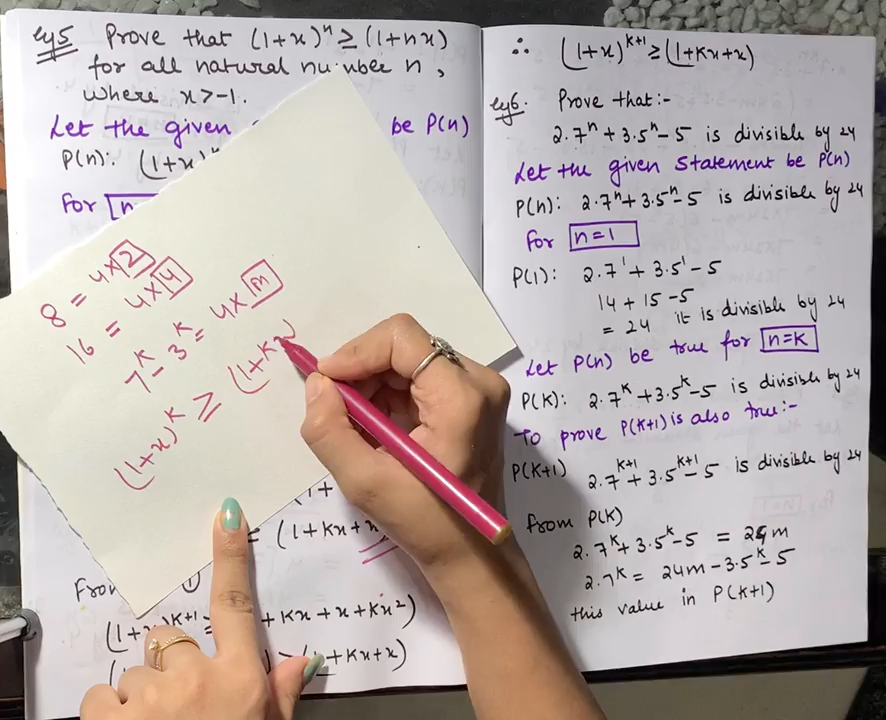 eg5 Prove that (1+x)^n ≥ (1+nx)
for all natural number n,
where x>-1.
Let the given be P(n)
P(n): (1+x)
For
8 = 4×2
16 = 4×4
7^k - 3^k = 4×m
(1+x)^k ≥ (1+kx)
(1+
= (1+kx+x
From ①
(1+x)^k+1 ≥ +kx+x+kx²)
1+kx+x)
∴ (1+x)^k+1 ≥ (1+kx+x)
eg6. Prove that:-
2.7^n + 3.5^n - 5 is divisible by 24
Let the given statement be P(n)
P(n): 2.7^n + 3.5^n - 5 is divisible by 24
For n=1
P(1): 2.7^1 + 3.5^1 - 5
14 + 15 - 5
= 24 it is divisible by 24
Let P(n) be true for n=k
P(k): 2.7^k + 3.5^k - 5 is divisible by 24
To prove P(k+1) is also true:-
P(k+1) 2.7^k+1 + 3.5^k+1 - 5 is divisible by 24
from P(k)
2.7^k + 3.5^k - 5 = 24m
2.7^k = 24m - 3.5^k - 5
this value in P(k+1)